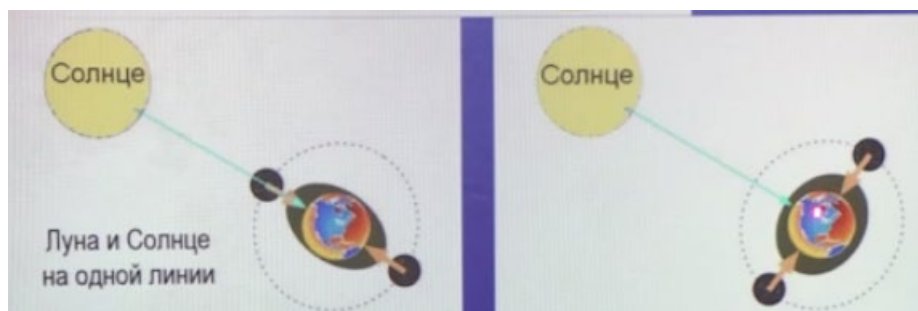 Солнце
Луна и Солнце
на одной линии
Солнце